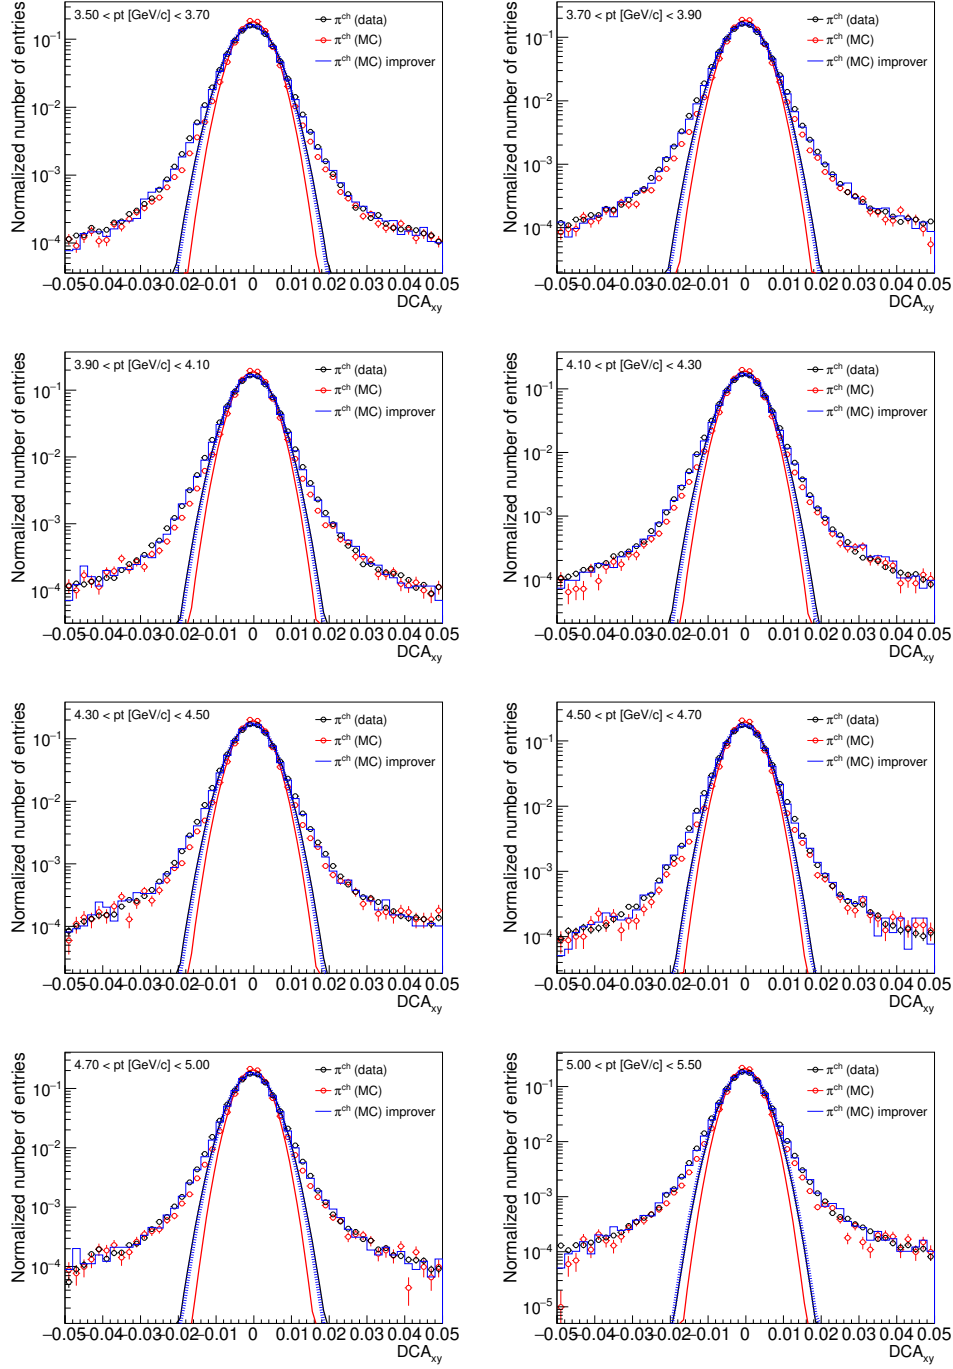 3.50 < pt [GeV/c] < 3.70
π^ch (data)
π^ch (MC)
π^ch (MC) improver
Normalized number of entries
10^−1
10^−2
10^−3
10^−4
−0.05 −0.04 −0.03 −0.02 −0.01 0 0.01 0.02 0.03 0.04 0.05
DCA_xy
3.70 < pt [GeV/c] < 3.90
π^ch (data)
π^ch (MC)
π^ch (MC) improver
Normalized number of entries
10^−1
10^−2
10^−3
10^−4
−0.05 −0.04 −0.03 −0.02 −0.01 0 0.01 0.02 0.03 0.04 0.05
DCA_xy
3.90 < pt [GeV/c] < 4.10
π^ch (data)
π^ch (MC)
π^ch (MC) improver
Normalized number of entries
10^−1
10^−2
10^−3
10^−4
−0.05 −0.04 −0.03 −0.02 −0.01 0 0.01 0.02 0.03 0.04 0.05
DCA_xy
4.10 < pt [GeV/c] < 4.30
π^ch (data)
π^ch (MC)
π^ch (MC) improver
Normalized number of entries
10^−1
10^−2
10^−3
10^−4
−0.05 −0.04 −0.03 −0.02 −0.01 0 0.01 0.02 0.03 0.04 0.05
DCA_xy
4.30 < pt [GeV/c] < 4.50
π^ch (data)
π^ch (MC)
π^ch (MC) improver
Normalized number of entries
10^−1
10^−2
10^−3
10^−4
−0.05 −0.04 −0.03 −0.02 −0.01 0 0.01 0.02 0.03 0.04 0.05
DCA_xy
4.50 < pt [GeV/c] < 4.70
π^ch (data)
π^ch (MC)
π^ch (MC) improver
Normalized number of entries
10^−1
10^−2
10^−3
10^−4
−0.05 −0.04 −0.03 −0.02 −0.01 0 0.01 0.02 0.03 0.04 0.05
DCA_xy
4.70 < pt [GeV/c] < 5.00
π^ch (data)
π^ch (MC)
π^ch (MC) improver
Normalized number of entries
10^−1
10^−2
10^−3
10^−4
−0.05 −0.04 −0.03 −0.02 −0.01 0 0.01 0.02 0.03 0.04 0.05
DCA_xy
5.00 < pt [GeV/c] < 5.50
π^ch (data)
π^ch (MC)
π^ch (MC) improver
Normalized number of entries
10^−1
10^−2
10^−3
10^−4
10^−5
−0.05 −0.04 −0.03 −0.02 −0.01 0 0.01 0.02 0.03 0.04 0.05
DCA_xy